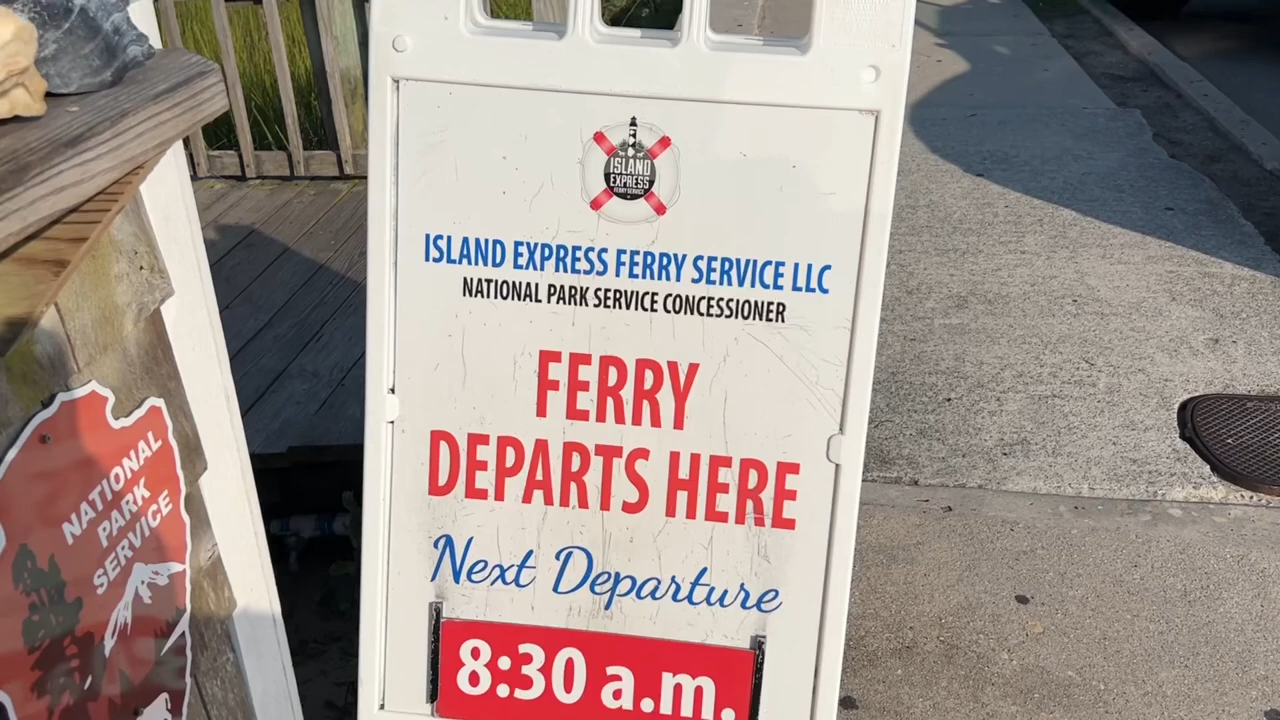 ISLAND
EXPRESS
FERRY SERVICE
ISLAND EXPRESS FERRY SERVICE LLC
NATIONAL PARK SERVICE CONCESSIONER
FERRY
DEPARTS HERE
Next Departure
8:30 a.m.
NATIONAL
PARK
SERVICE